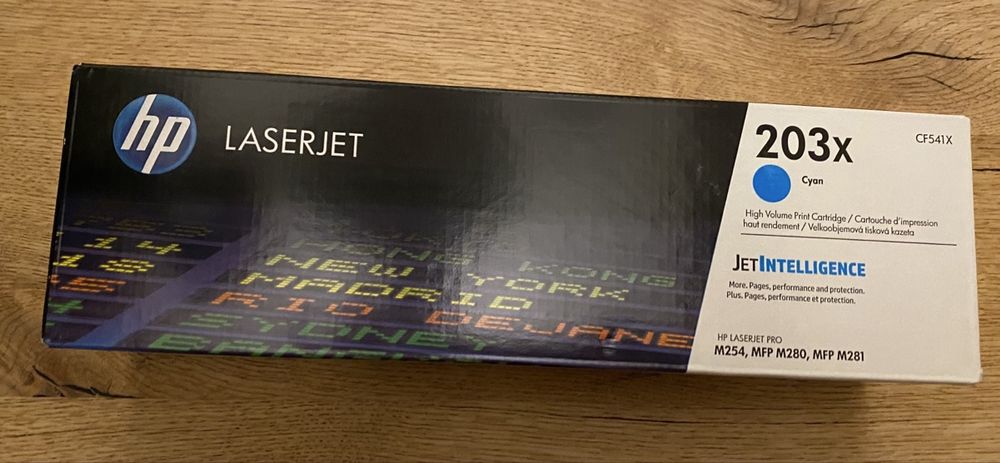 hp
LASERJET
14
18
HONG KONG
NEW YORK
MADRID
RIO DEJANE
SYDNEY
203x
CF541X
Cyan
High Volume Print Cartridge / Cartouche d'impression
haut rendement / Velkoobjemová tisková kazeta
JETINTELLIGENCE
More. Pages, performance and protection.
Plus. Pages, performance et protection.
HP LASERJET PRO
M254, MFP M280, MFP M281